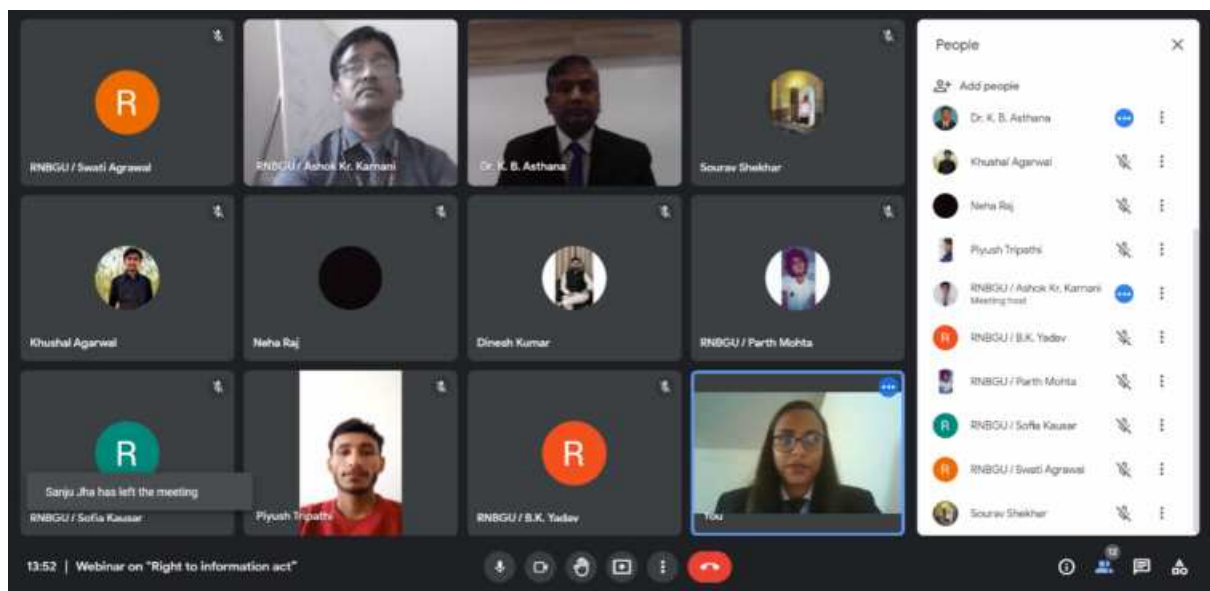 R
RNBGU / Swati Agrawal
RNBGU / Ashok Kr. Karnani
Dr. K. B. Asthana
Sourav Shekhar
Khushal Agarwal
Neha Raj
Dinesh Kumar
RNBGU / Parth Mohta
R
Sanju Jha has left the meeting
RNBGU / Sofia Kausar
Piyush Tripathi
R
RNBGU / B.K. Yadav
You
People
Add people
Dr. K. B. Asthana
Khushal Agarwal
Neha Raj
Piyush Tripathi
RNBGU / Ashok Kr. Karnani
Meeting host
R
RNBGU / B.K. Yadav
RNBGU / Parth Mohta
R
RNBGU / Sofia Kausar
R
RNBGU / Swati Agrawal
Sourav Shekhar
13:52 | Webinar on "Right to information act"
12